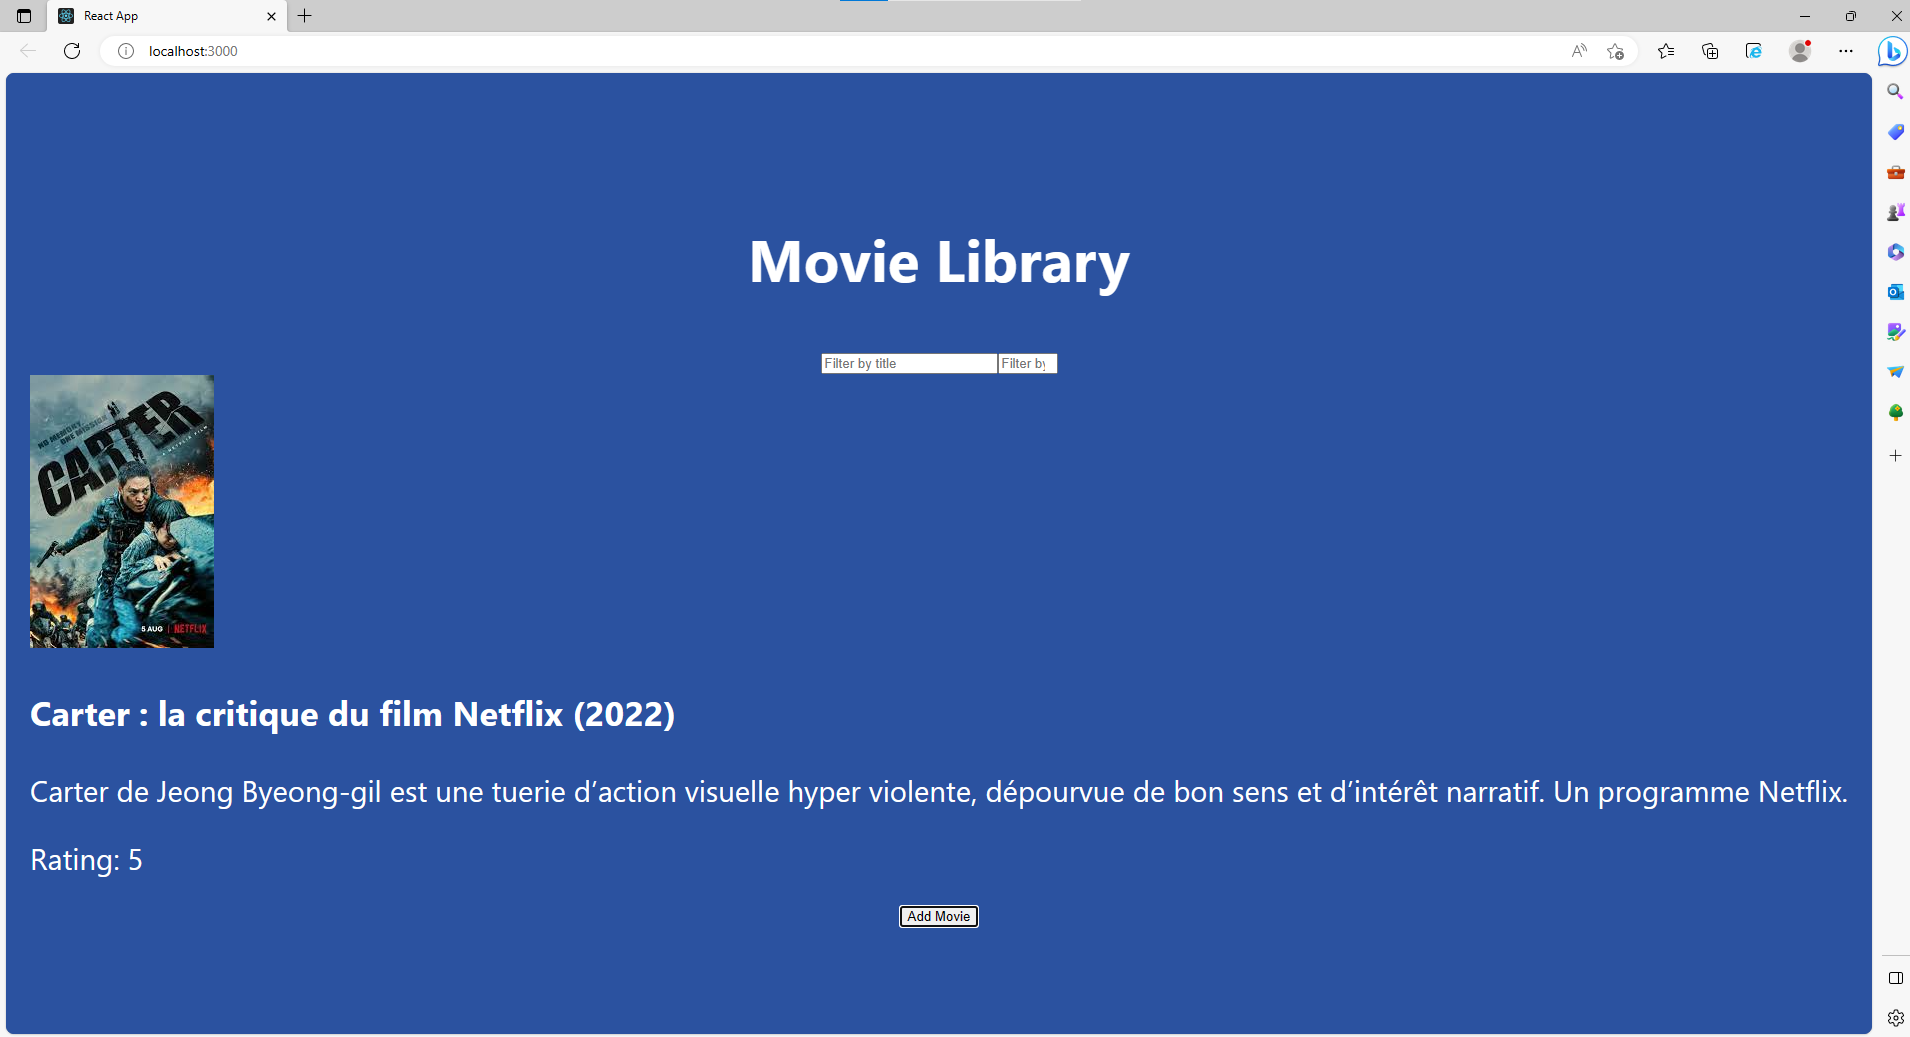 React App
localhost:3000
Movie Library
Filter by title
Filter by
NO MEMORY.
ONE MISSION.
CARTER
A NETFLIX FILM
5 AUG | NETFLIX
Carter : la critique du film Netflix (2022)
Carter de Jeong Byeong-gil est une tuerie d’action visuelle hyper violente, dépourvue de bon sens et d’intérêt narratif. Un programme Netflix.
Rating: 5
Add Movie